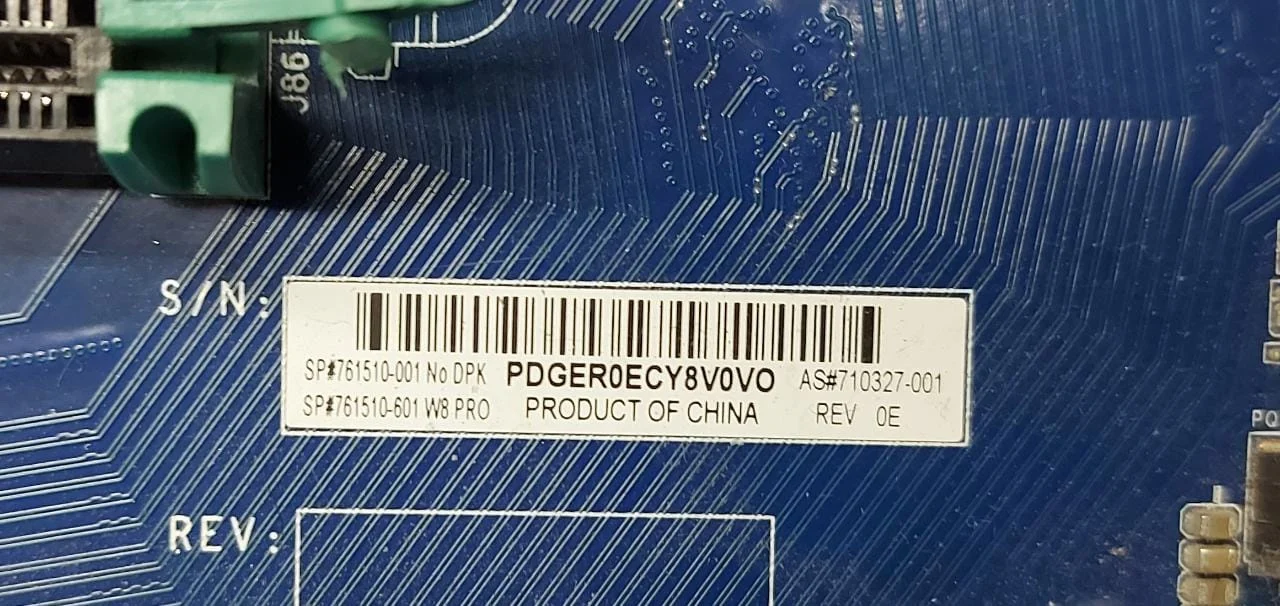 J86
S/N:
SP#761510-001 No DPK PDGER0ECY8V0VO AS#710327-001
SP#761510-601 W8 PRO PRODUCT OF CHINA REV 0E
PQ
REV: